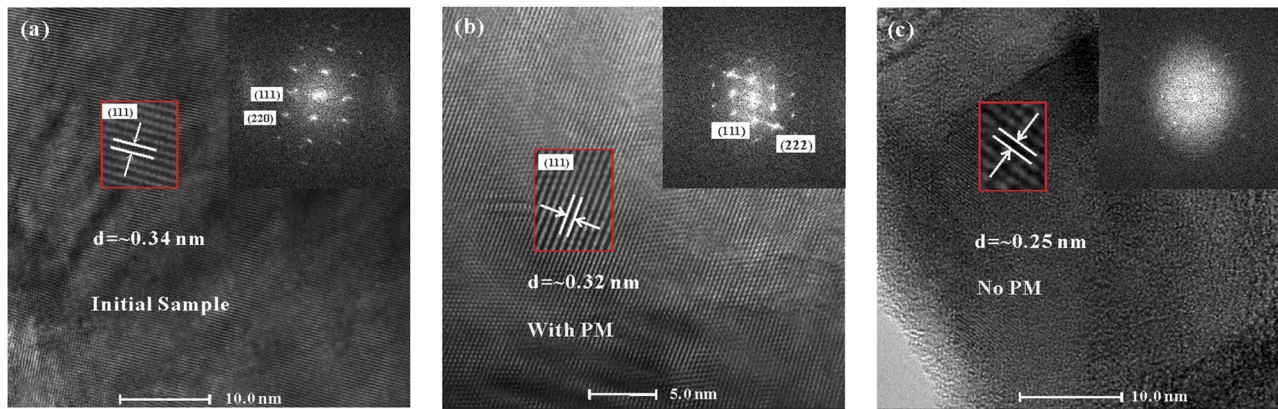 (a)
(111)
(220)
(111)
d=~0.34 nm
Initial Sample
10.0 nm
(b)
(111)
(222)
(111)
d=~0.32 nm
With PM
5.0 nm
(c)
d=~0.25 nm
No PM
10.0 nm